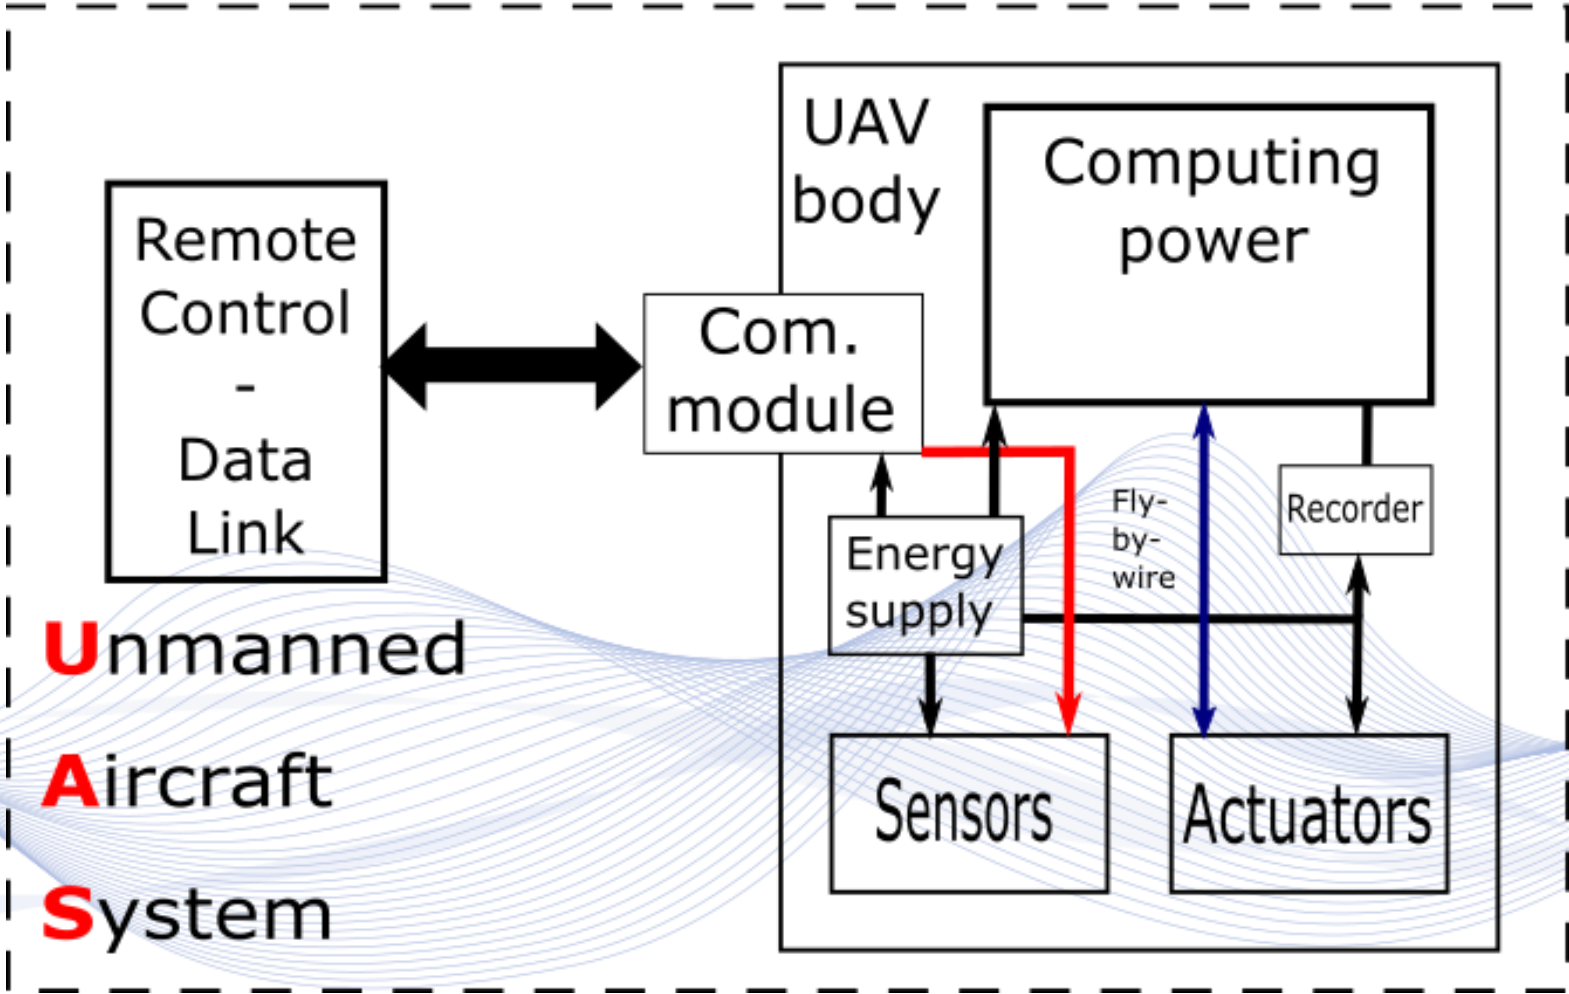 UAV
body
Computing
power
Remote
Control
-
Data
Link
Com.
module
Fly-
by-
wire
Recorder
Energy
supply
Unmanned
Aircraft
System
Sensors
Actuators